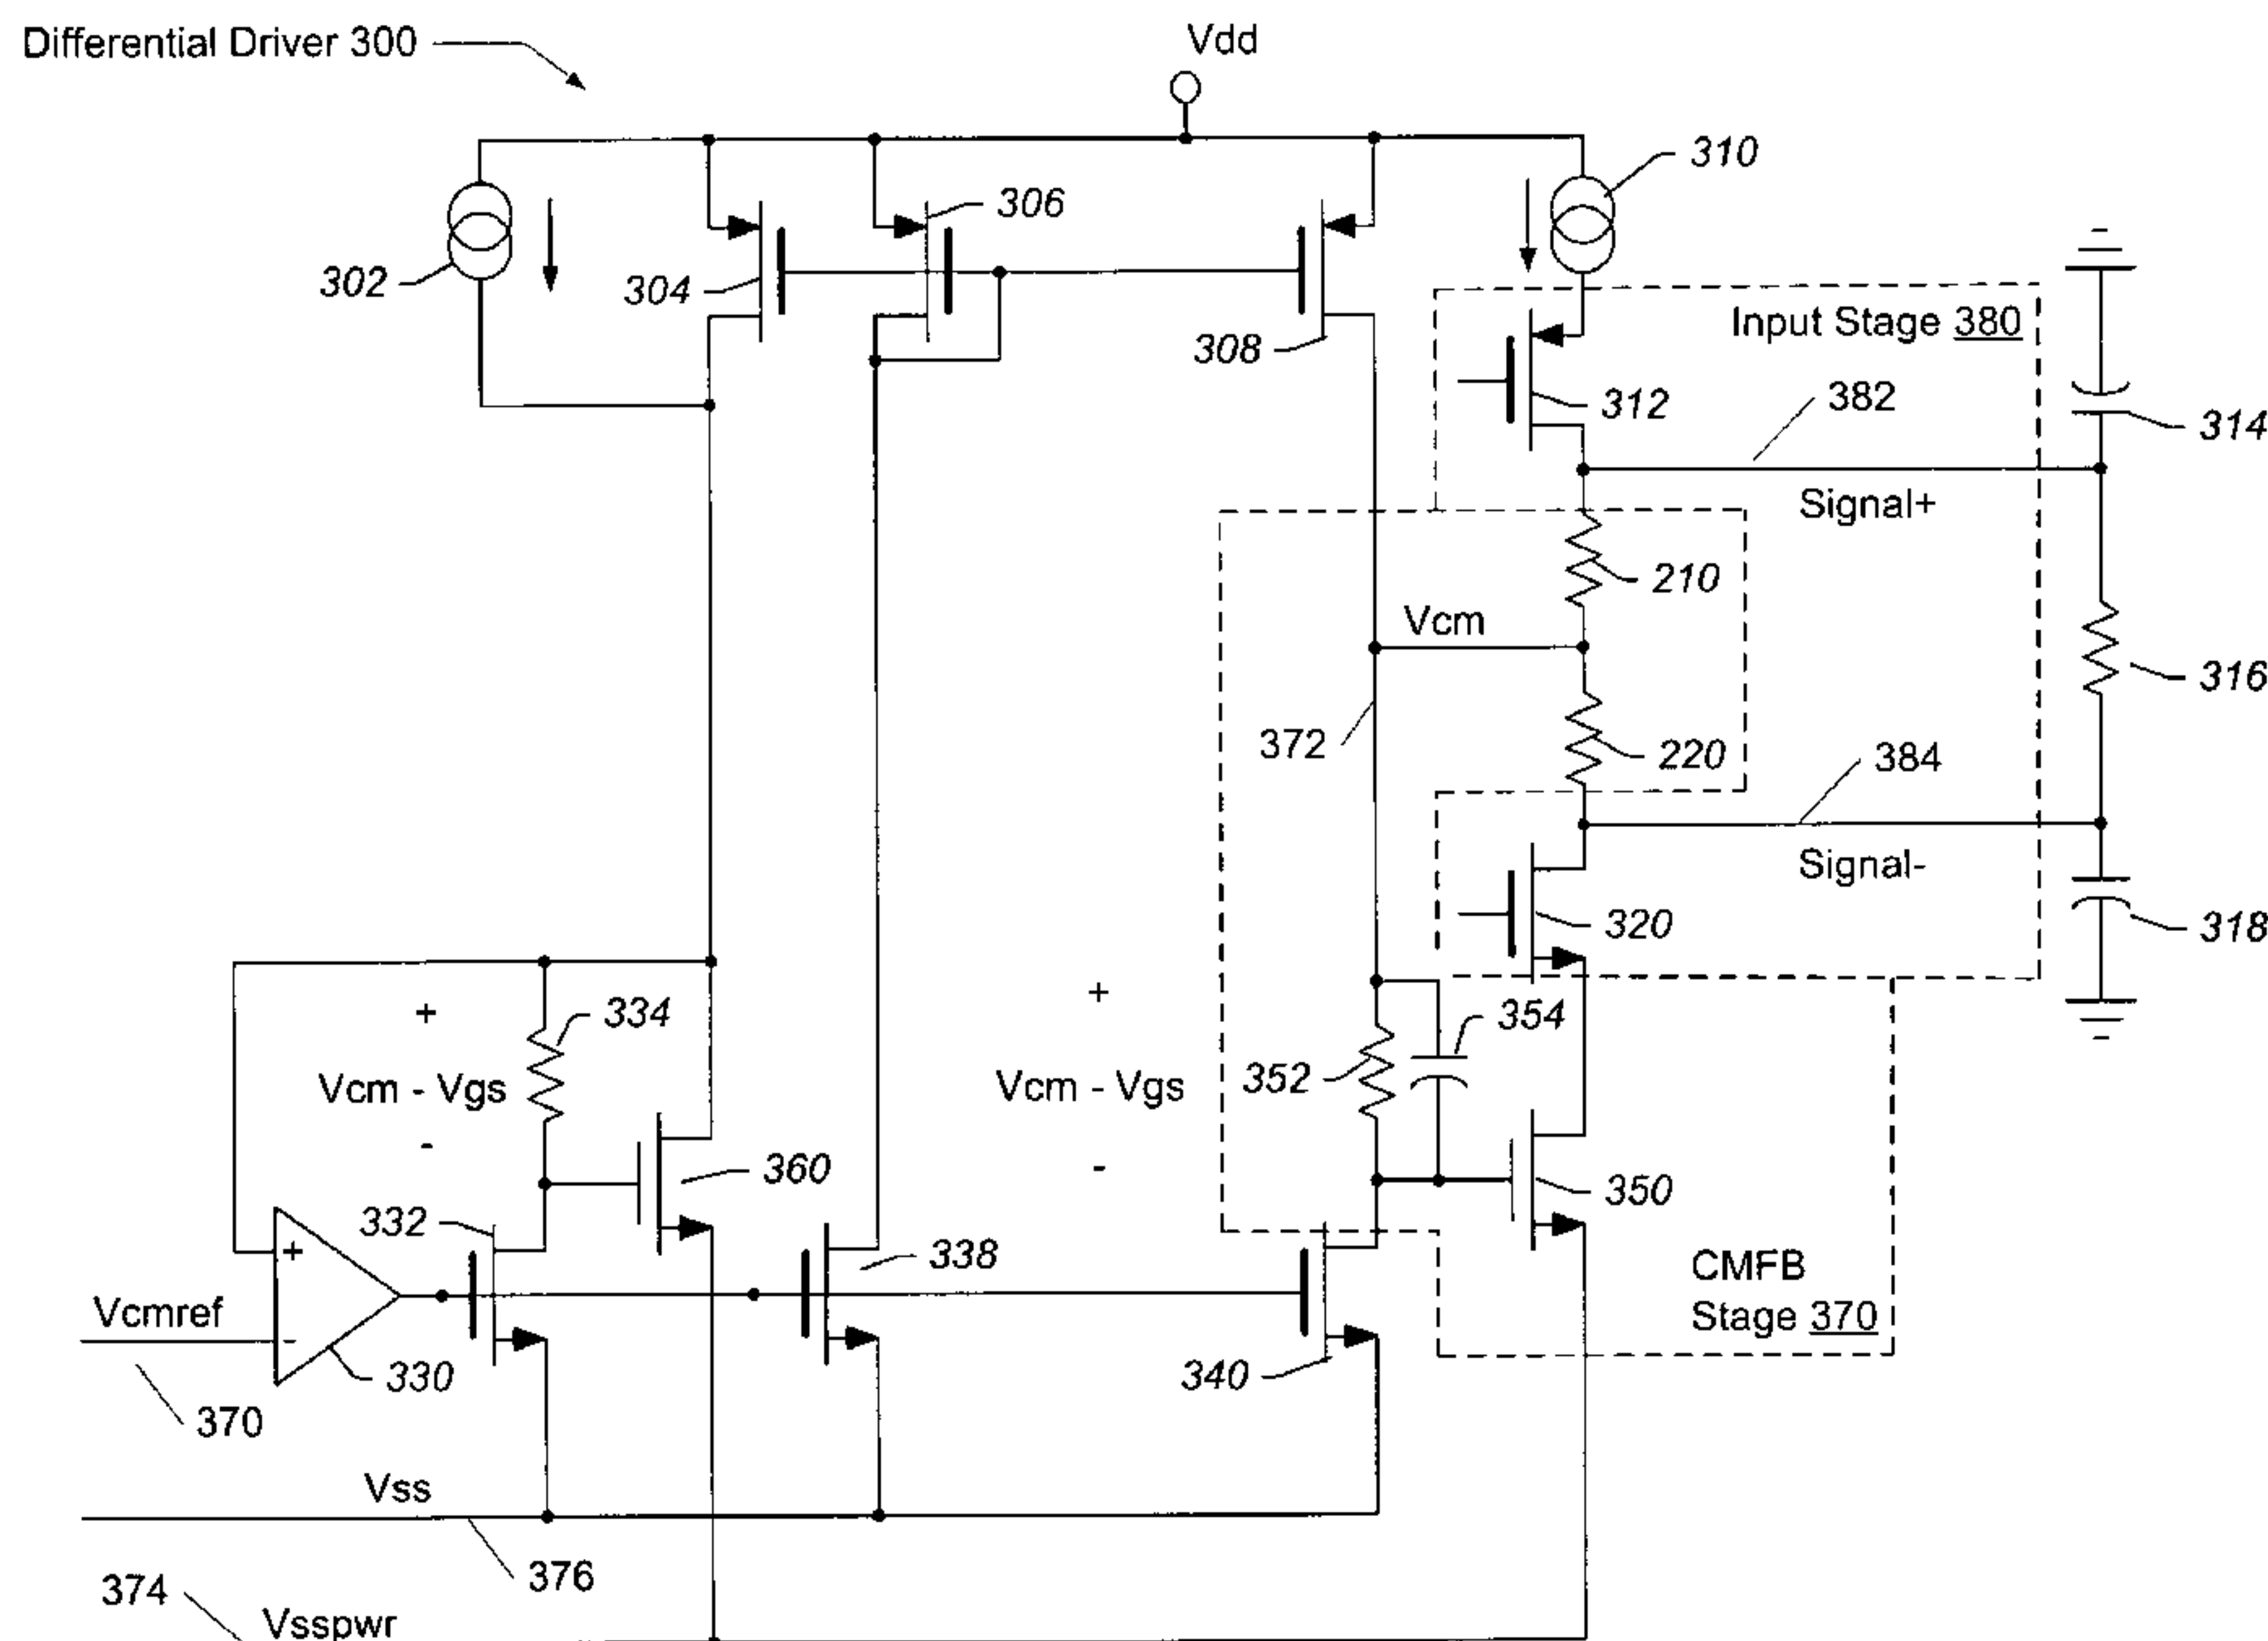 Differential Driver 300
Vdd
310
306
302
304
308
Input Stage 380
312
382
314
Signal+
210
Vcm
316
372
220
384
Signal-
320
318
+
334
+
354
Vcm - Vgs
Vcm - Vgs
352
-
360
-
350
332
+
338
CMFB
Stage 370
Vcmref
-
330
340
370
Vss
376
374
Vsspwr